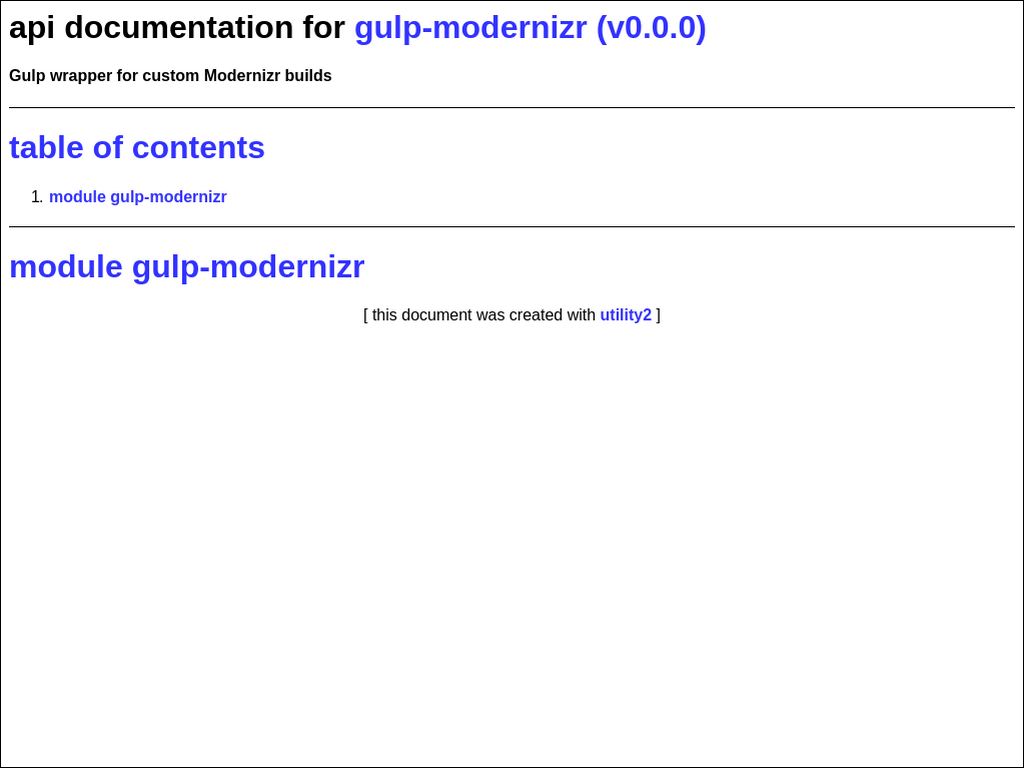 api documentation for gulp-modernizr (v0.0.0)
Gulp wrapper for custom Modernizr builds
table of contents
1. module gulp-modernizr
module gulp-modernizr
[ this document was created with utility2 ]